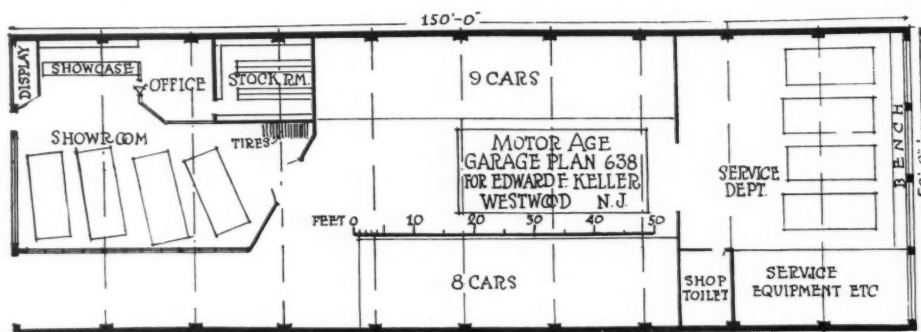 150'-0"
DISPLAY
SHOWCASE
OFFICE
STOCK RM.
9 CARS
SHOWROOM
TIRES
MOTOR AGE
GARAGE PLAN 638
FOR EDWARD F. KELLER
WESTWOOD N.J.
SERVICE
DEPT.
BENCH
FEET 0 10 20 30 40 50
8 CARS
SHOP
TOILET
SERVICE
EQUIPMENT ETC